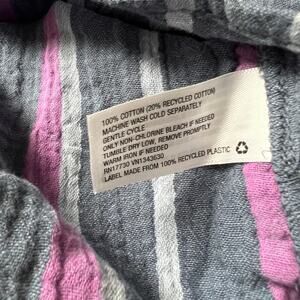 100% COTTON (20% RECYCLED COTTON)
MACHINE WASH COLD SEPARATELY
GENTLE CYCLE
ONLY NON-CHLORINE BLEACH IF NEEDED
TUMBLE DRY LOW. REMOVE PROMPTLY
WARM IRON IF NEEDED
RN17730 VN1343630
LABEL MADE FROM 100% RECYCLED PLASTIC